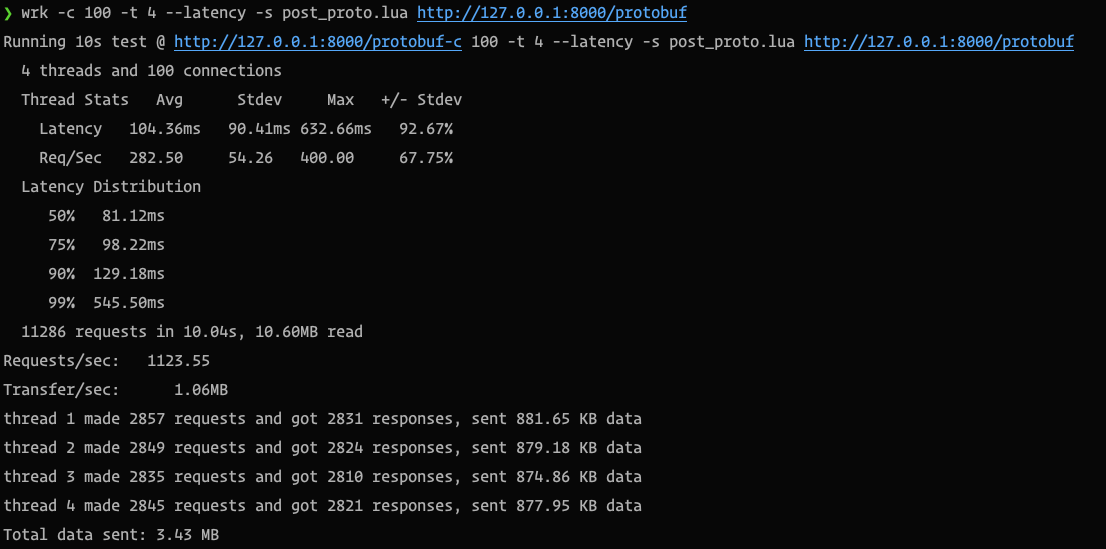 ❯ wrk -c 100 -t 4 --latency -s post_proto.lua http://127.0.0.1:8000/protobuf
Running 10s test @ http://127.0.0.1:8000/protobuf-c 100 -t 4 --latency -s post_proto.lua http://127.0.0.1:8000/protobuf
  4 threads and 100 connections
  Thread Stats   Avg      Stdev     Max   +/- Stdev
    Latency   104.36ms   90.41ms 632.66ms   92.67%
    Req/Sec   282.50     54.26   400.00     67.75%
  Latency Distribution
     50%   81.12ms
     75%   98.22ms
     90%  129.18ms
     99%  545.50ms
  11286 requests in 10.04s, 10.60MB read
Requests/sec:   1123.55
Transfer/sec:      1.06MB
thread 1 made 2857 requests and got 2831 responses, sent 881.65 KB data
thread 2 made 2849 requests and got 2824 responses, sent 879.18 KB data
thread 3 made 2835 requests and got 2810 responses, sent 874.86 KB data
thread 4 made 2845 requests and got 2821 responses, sent 877.95 KB data
Total data sent: 3.43 MB